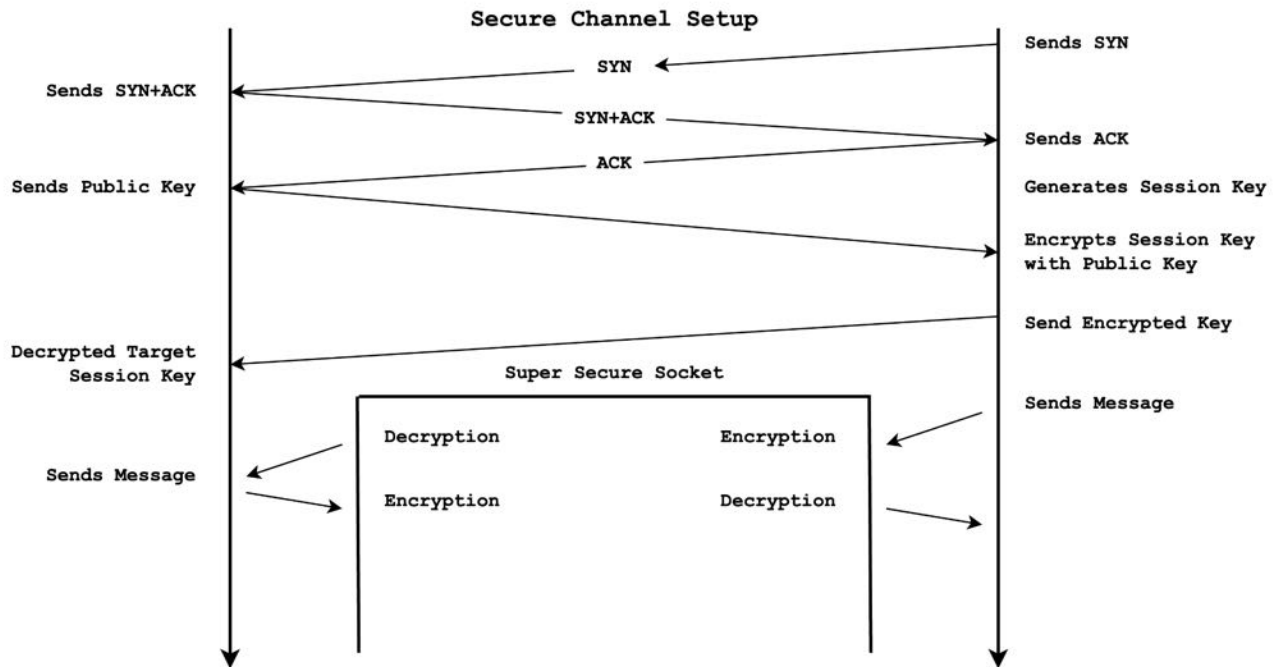 Secure Channel Setup
Sends SYN
SYN
Sends SYN+ACK
SYN+ACK
Sends ACK
ACK
Sends Public Key
Generates Session Key
Encrypts Session Key
with Public Key
Send Encrypted Key
Decrypted Target
Session Key
Super Secure Socket
Sends Message
Decryption
Encryption
Sends Message
Encryption
Decryption